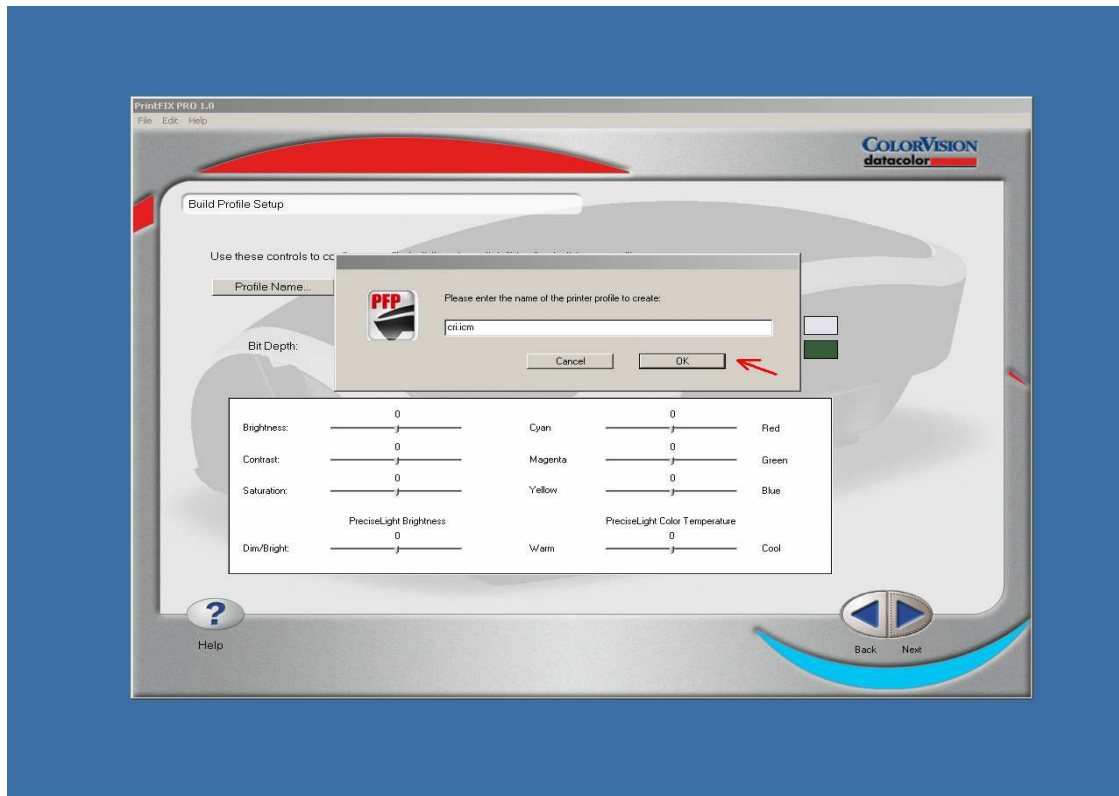 PrintFIX PRO 1.0
File Edit Help
COLORVISION
datacolor
Build Profile Setup
Use these controls to
Profile Name...
PFP
Please enter the name of the printer profile to create:
cri.icm
Bit Depth:
Cancel OK
0 0
Brightness: Cyan Red
0 0
Contrast: Magenta Green
0 0
Saturation: Yellow Blue
PreciseLight Brightness PreciseLight Color Temperature
0 0
Dim/Bright: Warm Cool
?
Help
Back Next